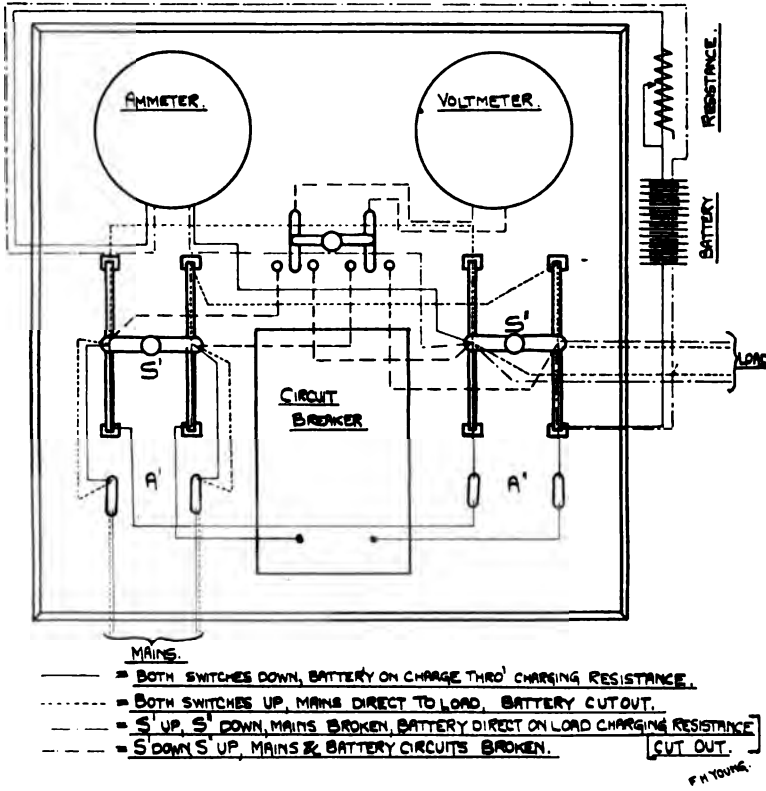 AMMETER.
VOLTMETER.
RESISTANCE.
BATTERY
S'
S"
LOAD
CIRCUIT
BREAKER
A'
A"
MAINS.
= BOTH SWITCHES DOWN, BATTERY ON CHARGE THRO' CHARGING RESISTANCE.
= BOTH SWITCHES UP, MAINS DIRECT TO LOAD, BATTERY CUT OUT.
= S' UP, S" DOWN, MAINS BROKEN, BATTERY DIRECT ON LOAD CHARGING RESISTANCE
CUT OUT.
= S' DOWN S" UP, MAINS & BATTERY CIRCUITS BROKEN.
F H YOUNG.